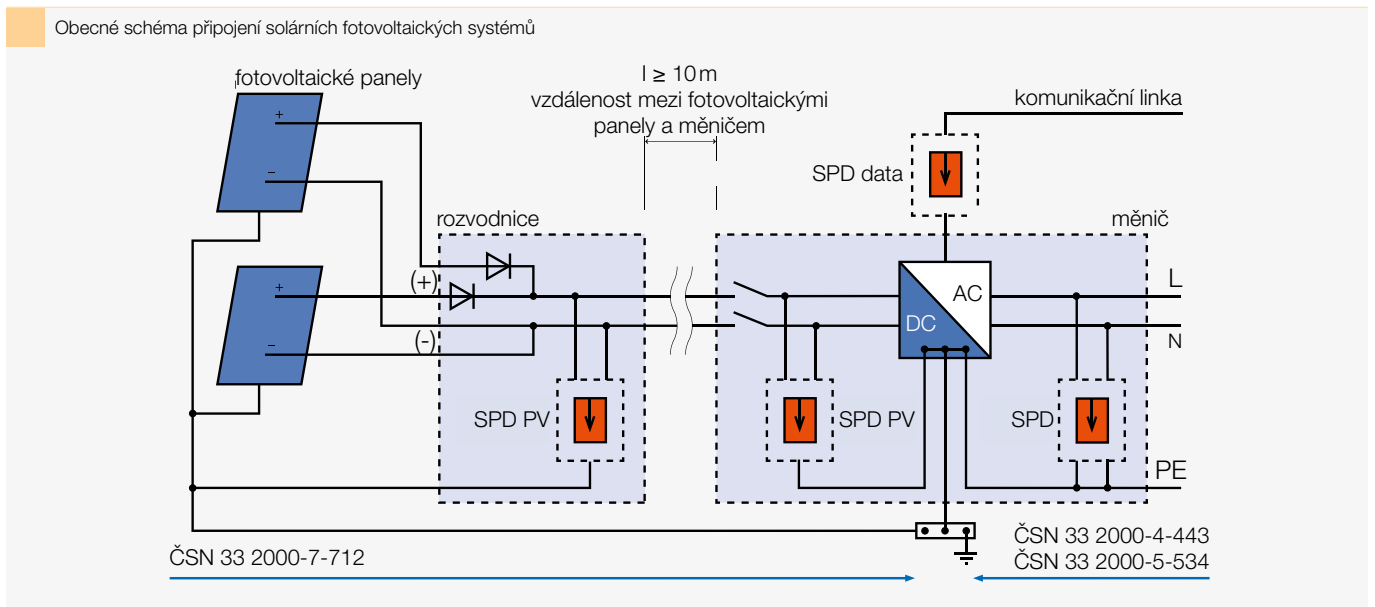 Obecné schéma připojení solárních fotovoltaických systémů
fotovoltaické panely
l ≥ 10 m
vzdálenost mezi fotovoltaickými
panely a měničem
komunikační linka
SPD data
rozvodnice
měnič
+
−
+
−
(+)
(-)
AC
DC
L
N
SPD PV
SPD PV
SPD
PE
ČSN 33 2000-7-712
ČSN 33 2000-4-443
ČSN 33 2000-5-534